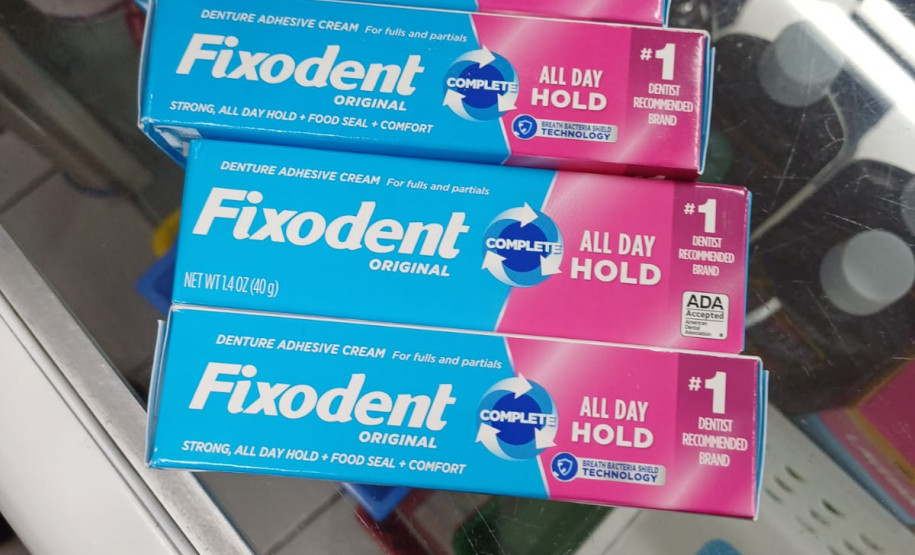 DENTURE ADHESIVE CREAM For fulls and partials
Fixodent
ORIGINAL
STRONG, ALL DAY HOLD + FOOD SEAL + COMFORT
COMPLETE
ALL DAY
HOLD
BREATH BACTERIA SHIELD
TECHNOLOGY
#1
DENTIST
RECOMMENDED
BRAND
DENTURE ADHESIVE CREAM For fulls and partials
Fixodent
ORIGINAL
NET WT 1.4 OZ (40 g)
COMPLETE
ALL DAY
HOLD
#1
DENTIST
RECOMMENDED
BRAND
ADA
Accepted
American
Dental
Association
DENTURE ADHESIVE CREAM For fulls and partials
Fixodent
ORIGINAL
STRONG, ALL DAY HOLD + FOOD SEAL + COMFORT
COMPLETE
ALL DAY
HOLD
BREATH BACTERIA SHIELD
TECHNOLOGY
#1
DENTIST
RECOMMENDED
BRAND